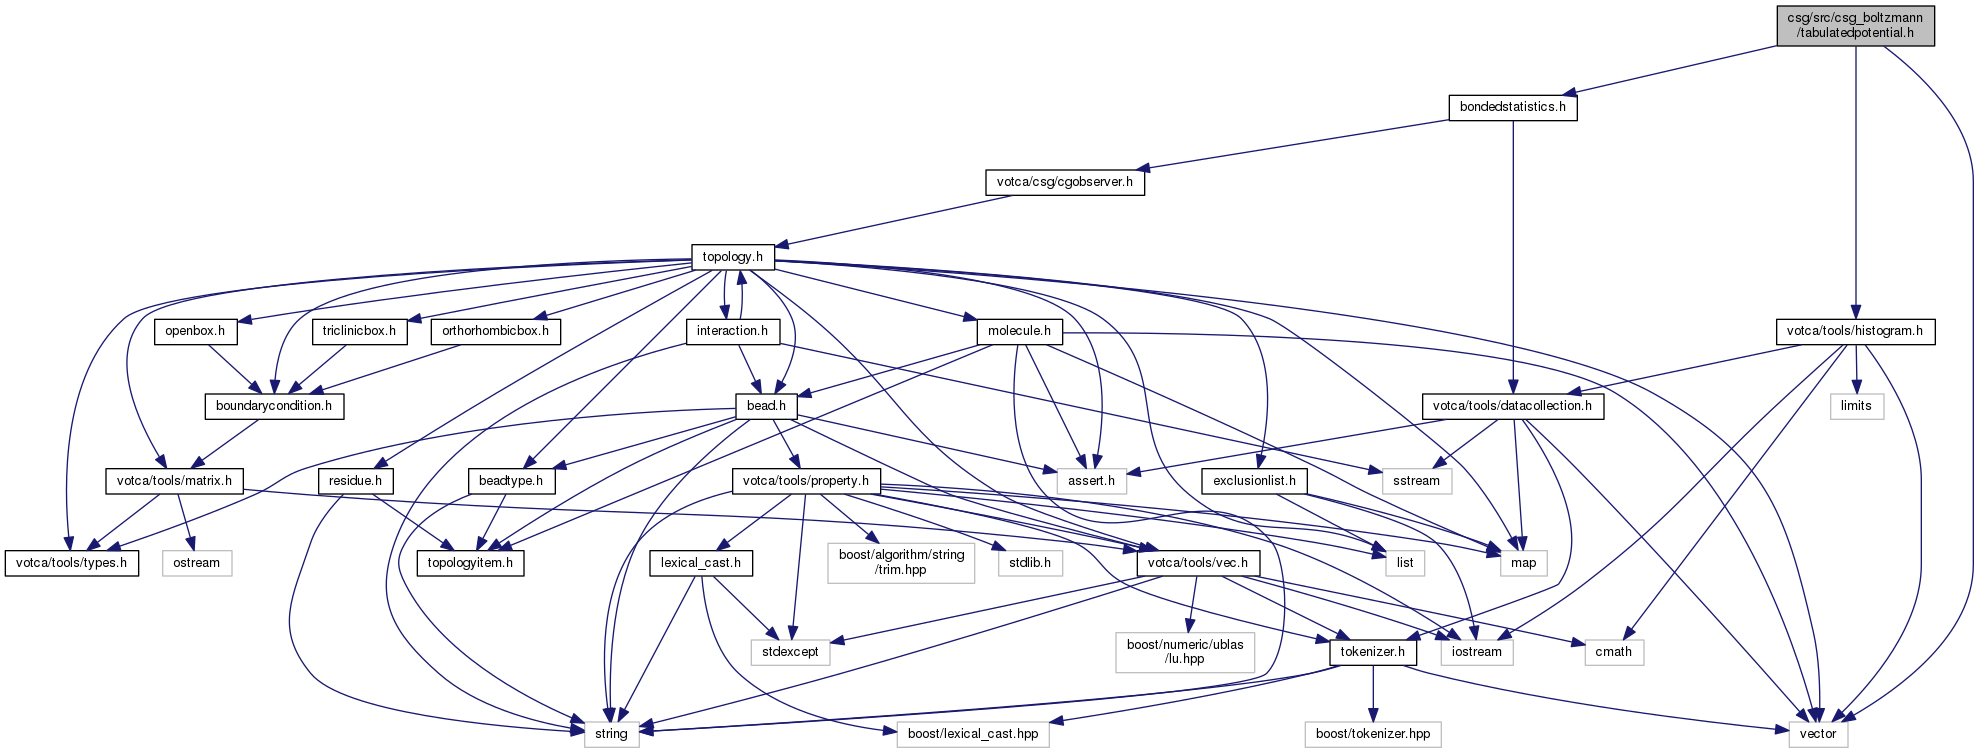 csg/src/csg_boltzmann
/tabulatedpotential.h
bondedstatistics.h
votca/csg/cgobserver.h
topology.h
openbox.h
triclinicbox.h
orthorhombicbox.h
interaction.h
molecule.h
votca/tools/histogram.h
boundarycondition.h
bead.h
votca/tools/datacollection.h
limits
votca/tools/matrix.h
residue.h
beadtype.h
votca/tools/property.h
assert.h
exclusionlist.h
sstream
votca/tools/types.h
ostream
topologyitem.h
lexical_cast.h
boost/algorithm/string
/trim.hpp
stdlib.h
votca/tools/vec.h
list
map
stdexcept
boost/numeric/ublas
/lu.hpp
tokenizer.h
iostream
cmath
string
boost/lexical_cast.hpp
boost/tokenizer.hpp
vector